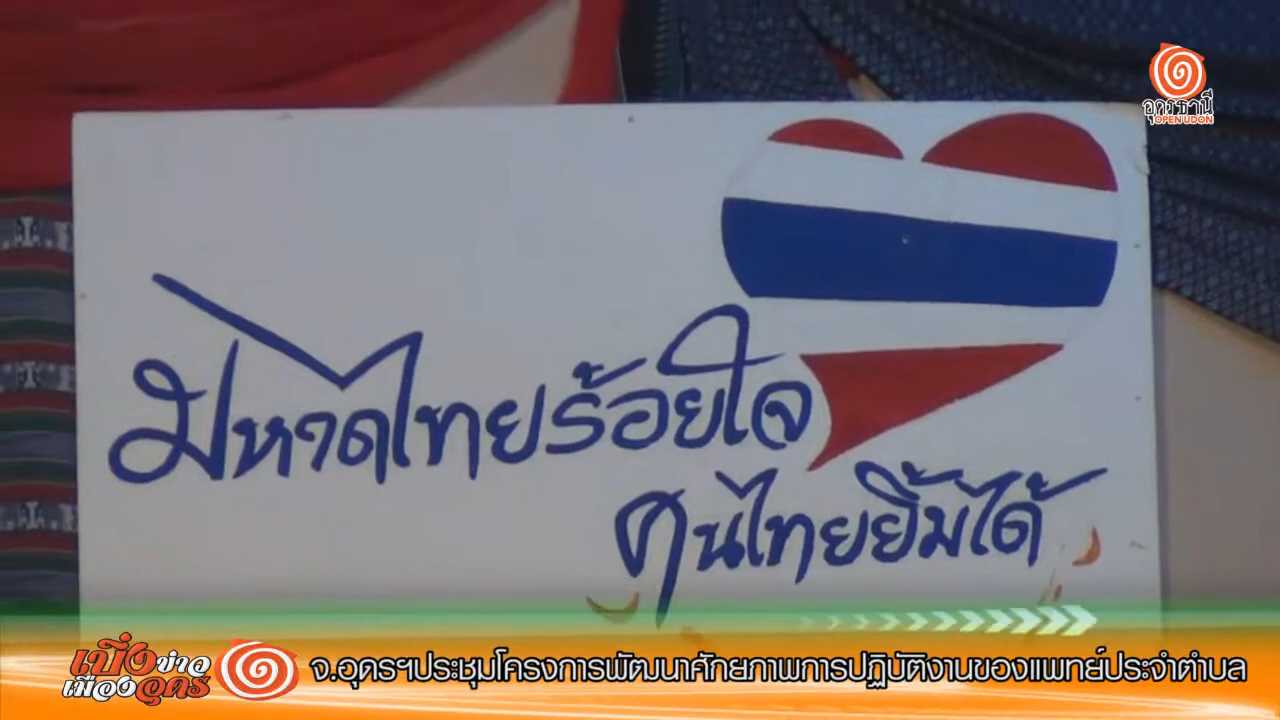 อุดรธานี
OPEN UDON
มหาดไทยร้อยใจ
คนไทยยิ้มได้
เบิ่งข่าว
เมืองอุดร
จ.อุดรฯประชุมโครงการพัฒนาศักยภาพการปฏิบัติงานของแพทย์ประจำตำบล